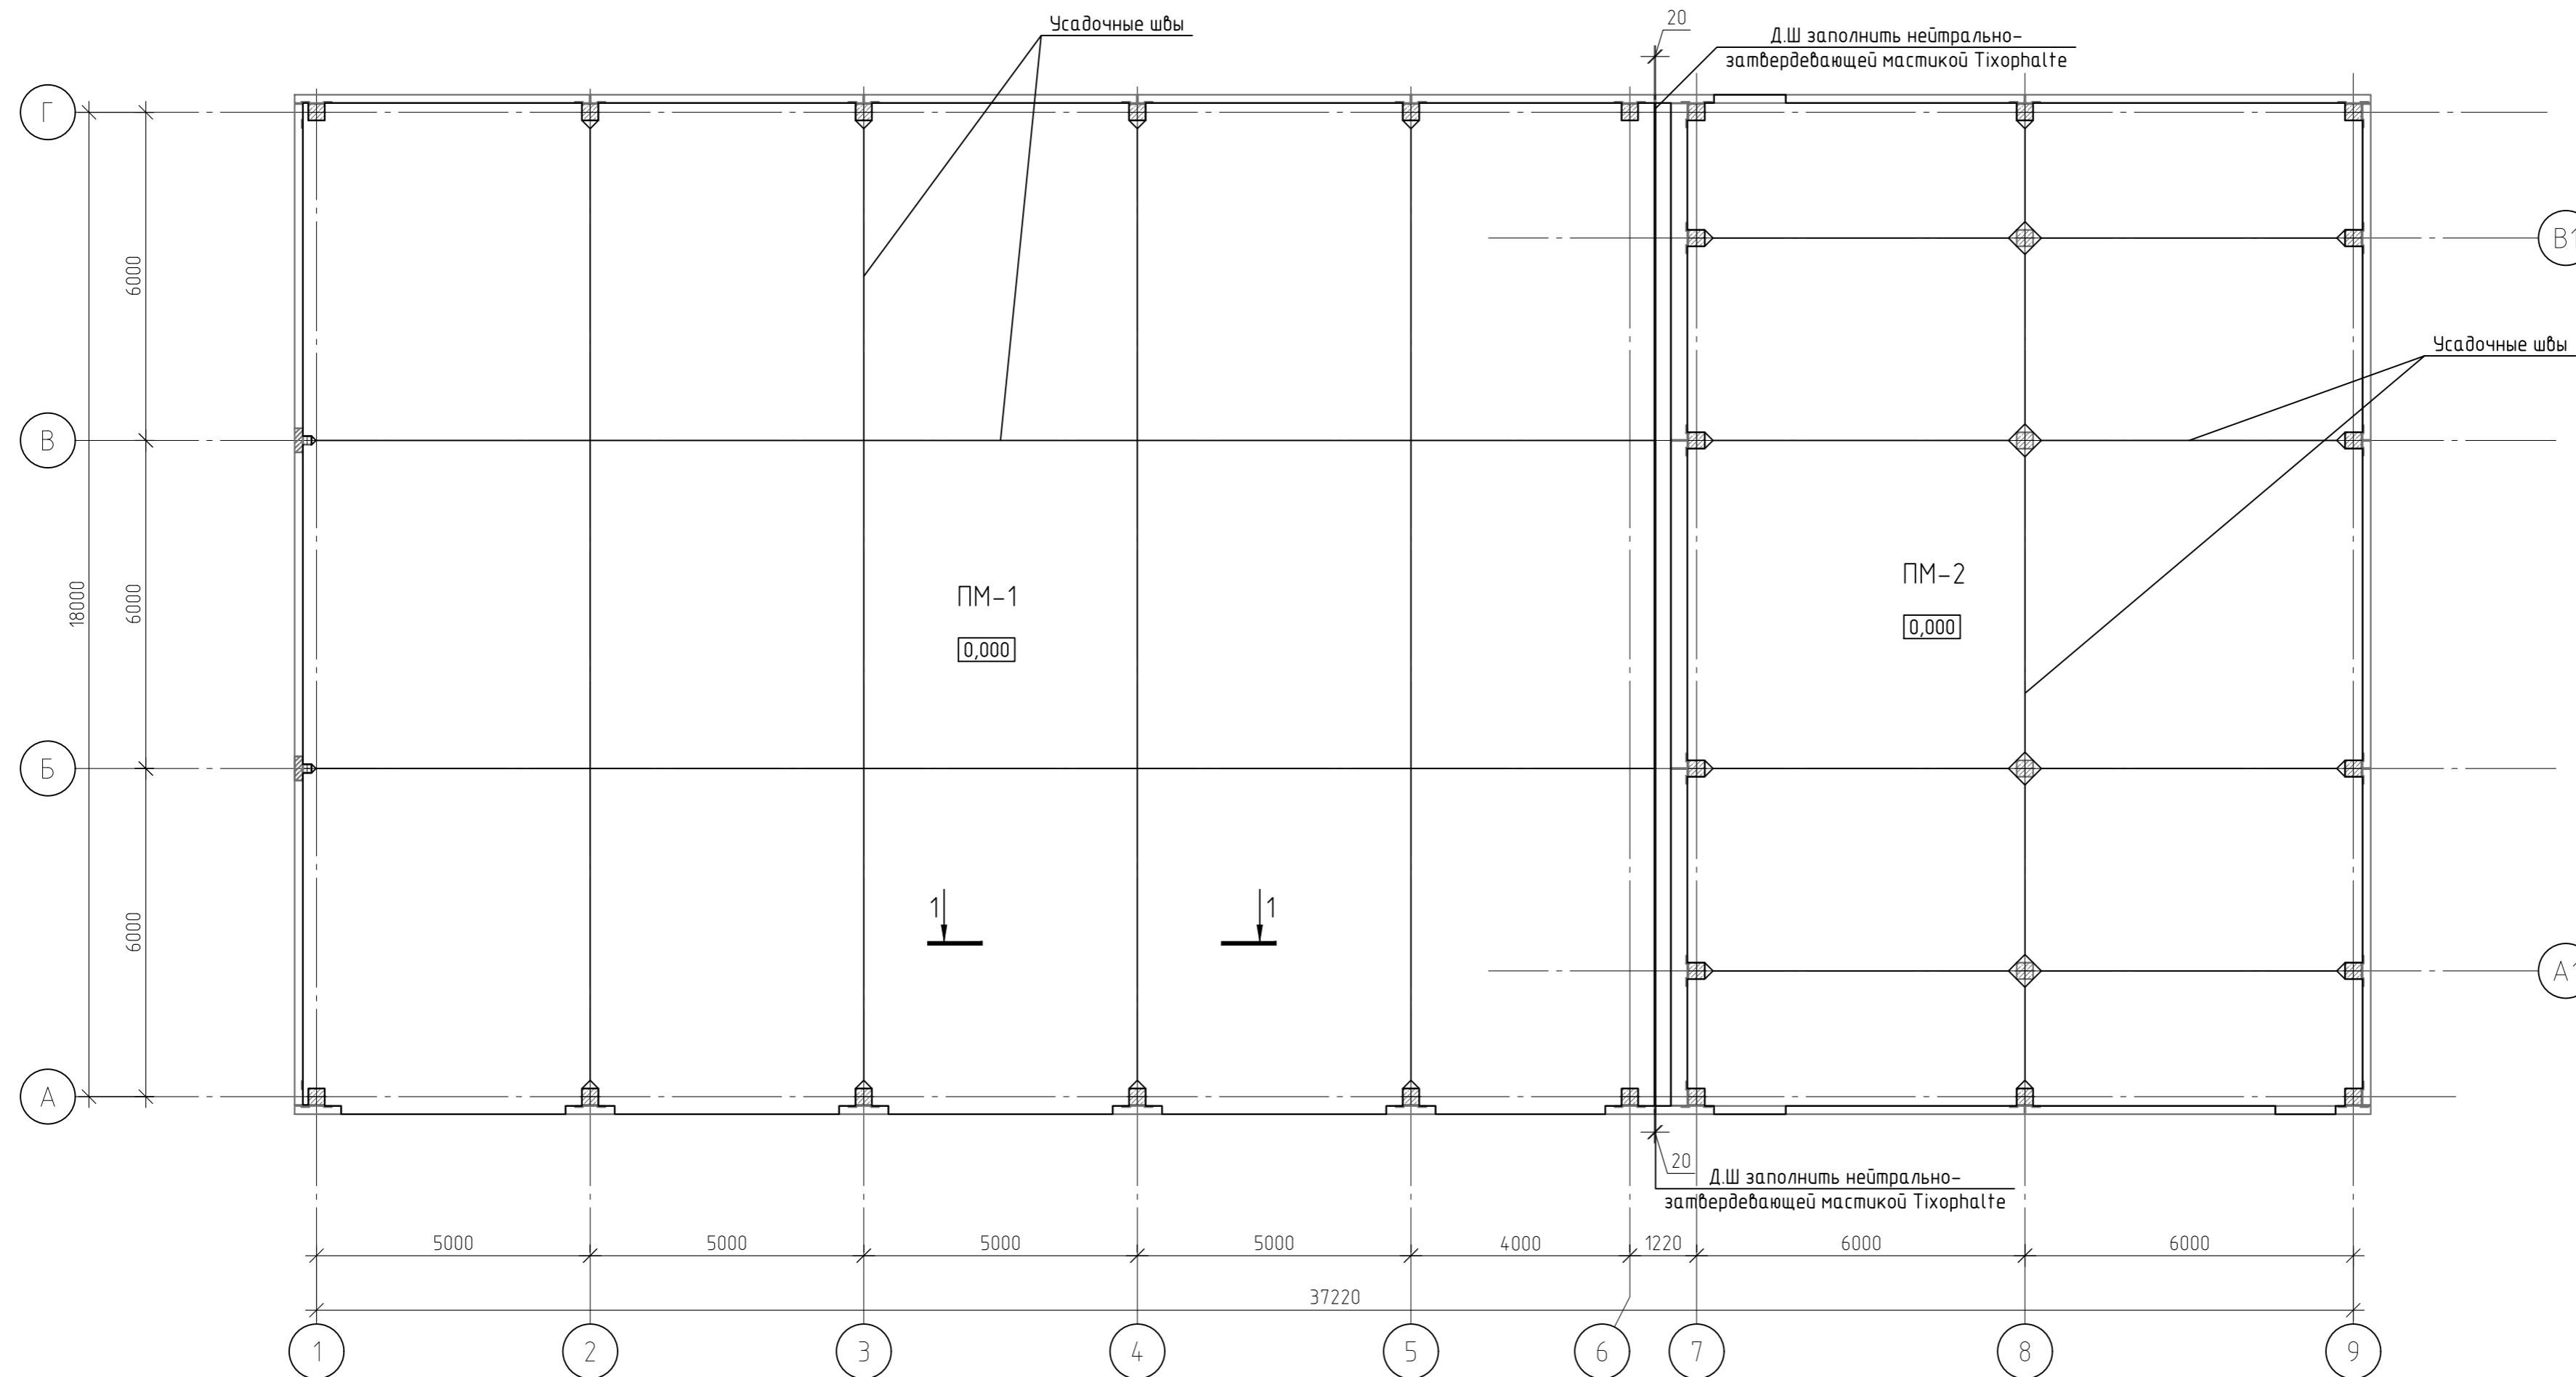 Усадочные швы
20
Д.Ш заполнить нейтрально-
затвердевающей мастикой Tixophalte
Г
В1
6000
Усадочные швы
В
ПМ-1
0,000
ПМ-2
0,000
18000
6000
Б
6000
1
1
А1
А
20
Д.Ш заполнить нейтрально-
затвердевающей мастикой Tixophalte
5000
5000
5000
5000
4000
1220
6000
6000
37220
1
2
3
4
5
6
7
8
9